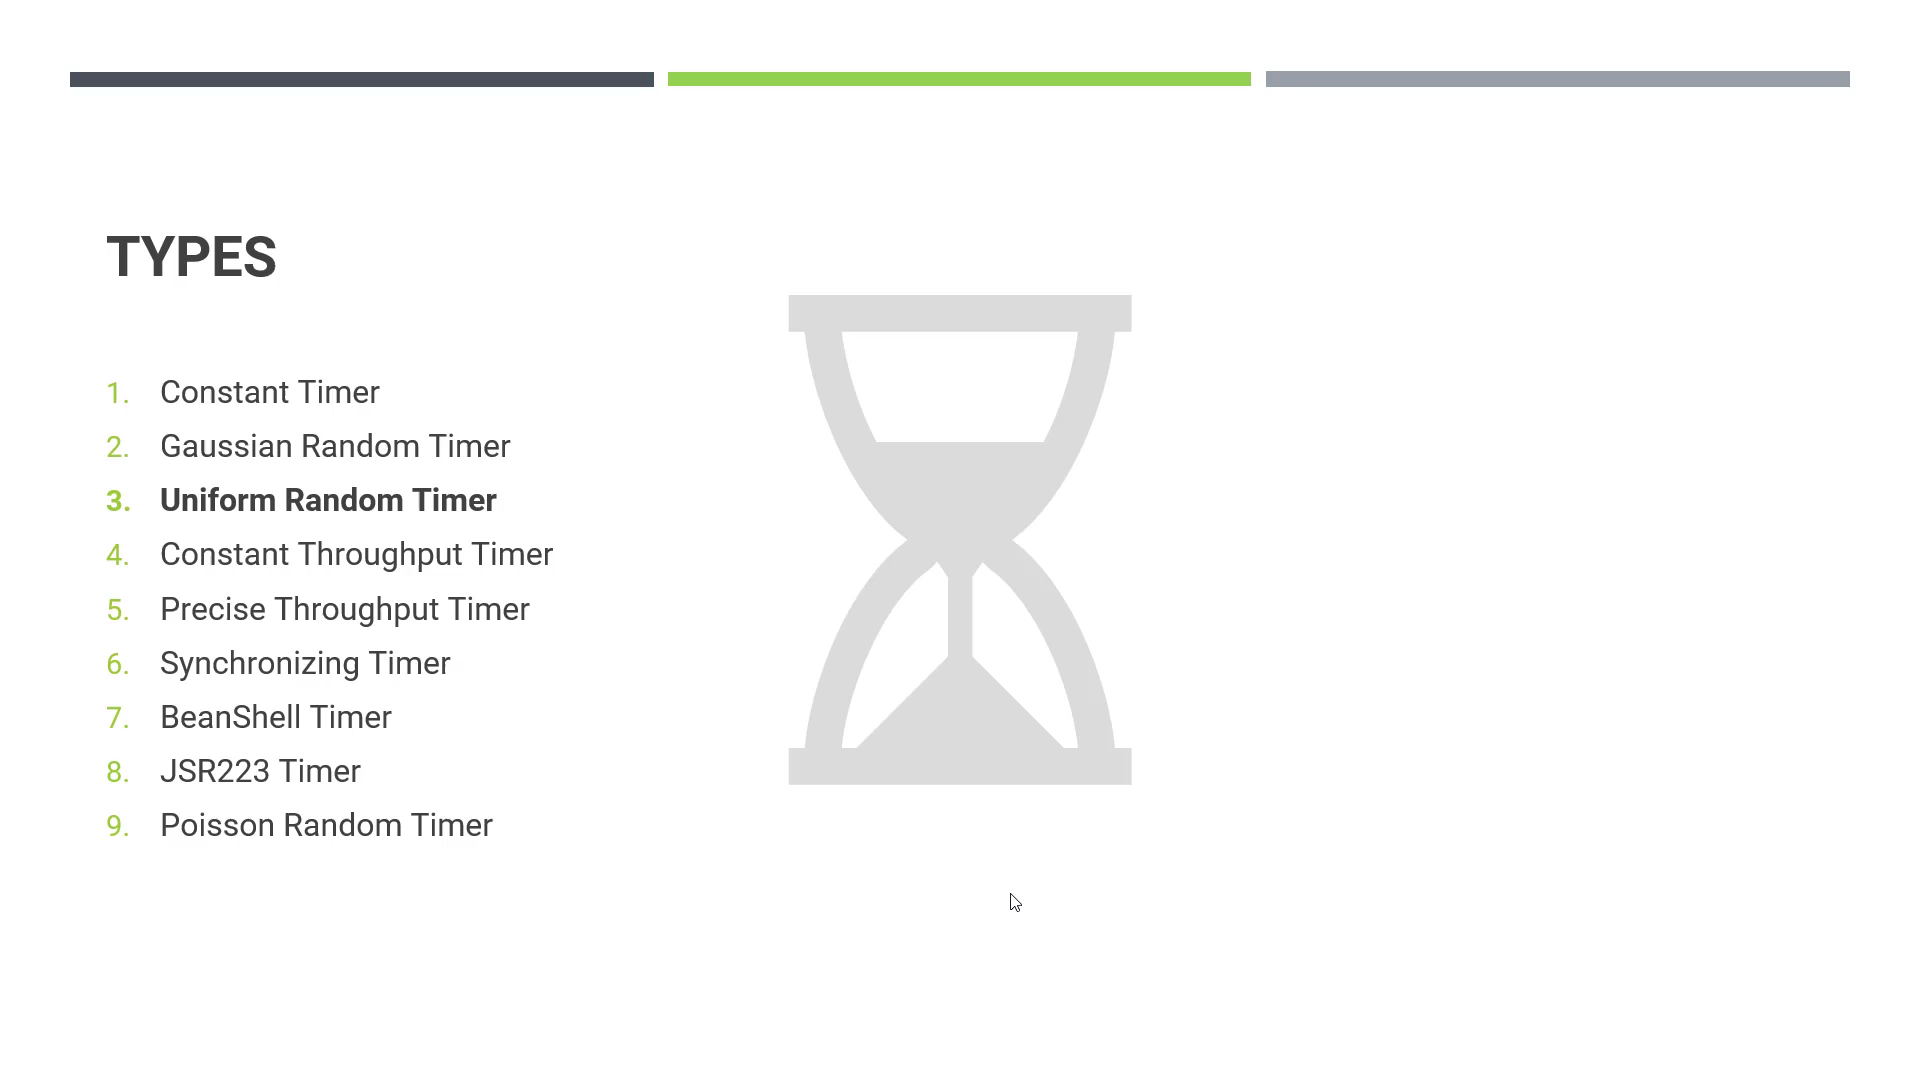 TYPES
1. Constant Timer
2. Gaussian Random Timer
3. Uniform Random Timer
4. Constant Throughput Timer
5. Precise Throughput Timer
6. Synchronizing Timer
7. BeanShell Timer
8. JSR223 Timer
9. Poisson Random Timer